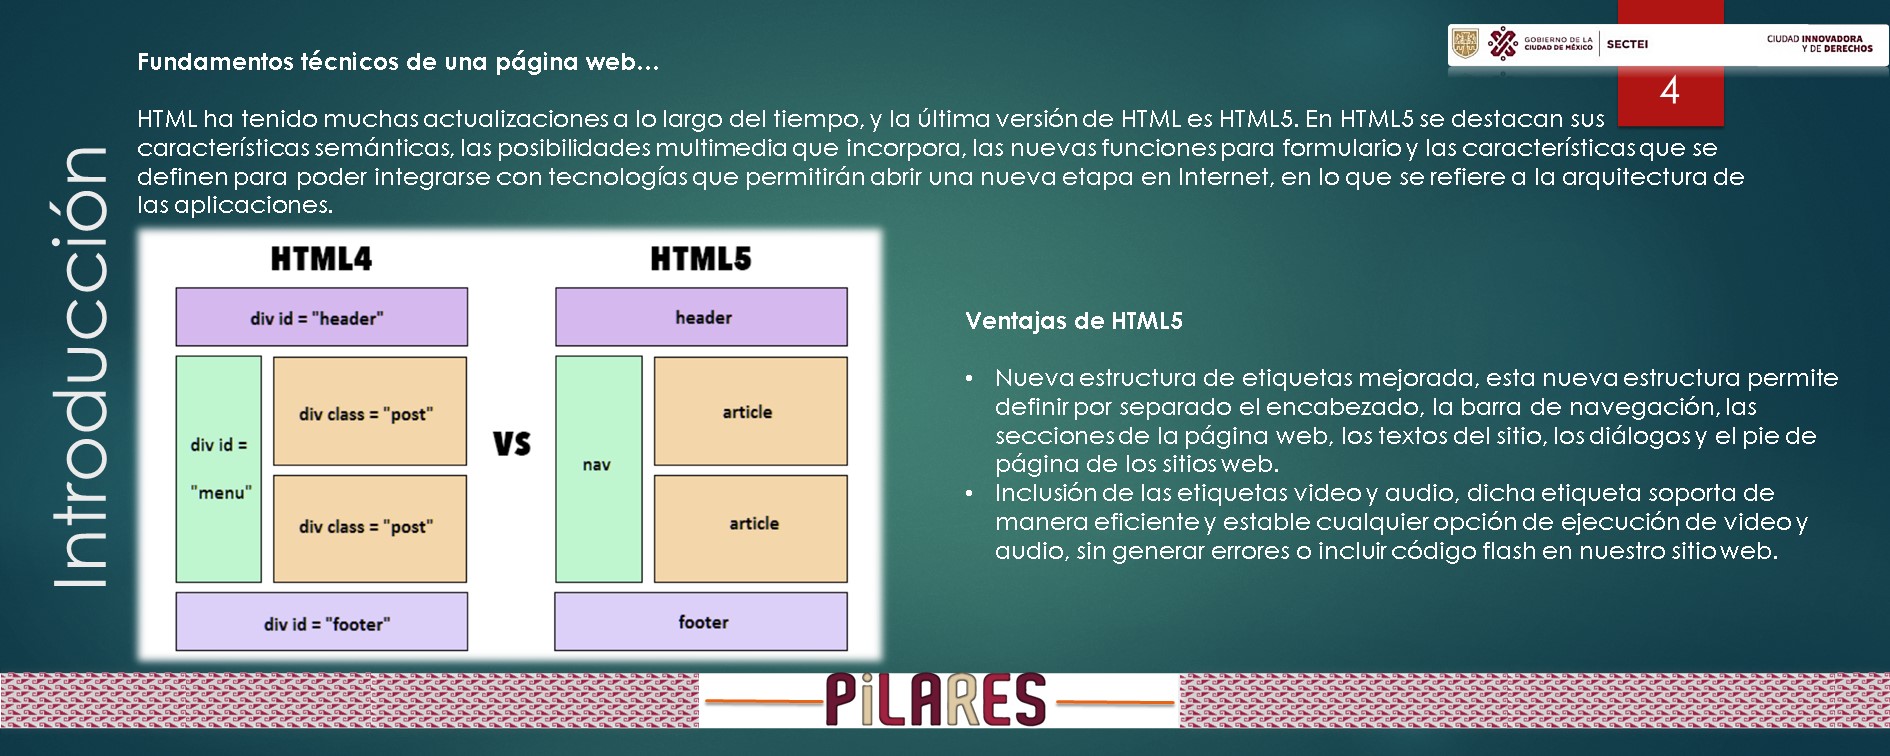 Fundamentos técnicos de una página web...
GOBIERNO DE LA
CIUDAD DE MÉXICO
SECTEI
CIUDAD INNOVADORA
Y DE DERECHOS
4
HTML ha tenido muchas actualizaciones a lo largo del tiempo, y la última versión de HTML es HTML5. En HTML5 se destacan sus
características semánticas, las posibilidades multimedia que incorpora, las nuevas funciones para formulario y las características que se
definen para poder integrarse con tecnologías que permitirán abrir una nueva etapa en Internet, en lo que se refiere a la arquitectura de
las aplicaciones.
Introducción
HTML4
div id = "header"
div id =
"menu"
div class = "post"
div class = "post"
div id = "footer"
VS
HTML5
header
nav
article
article
footer
Ventajas de HTML5
• Nueva estructura de etiquetas mejorada, esta nueva estructura permite
definir por separado el encabezado, la barra de navegación, las
secciones de la página web, los textos del sitio, los diálogos y el pie de
página de los sitios web.
• Inclusión de las etiquetas video y audio, dicha etiqueta soporta de
manera eficiente y estable cualquier opción de ejecución de video y
audio, sin generar errores o incluir código flash en nuestro sitio web.
PiLARES